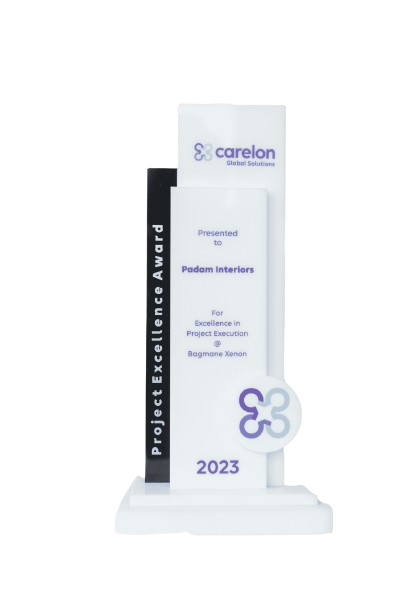 carelon
Global Solutions
Project Excellence Award
Presented
to
Padam Interiors
For
Excellence in
Project Execution
@
Bagmane Xenon
2023